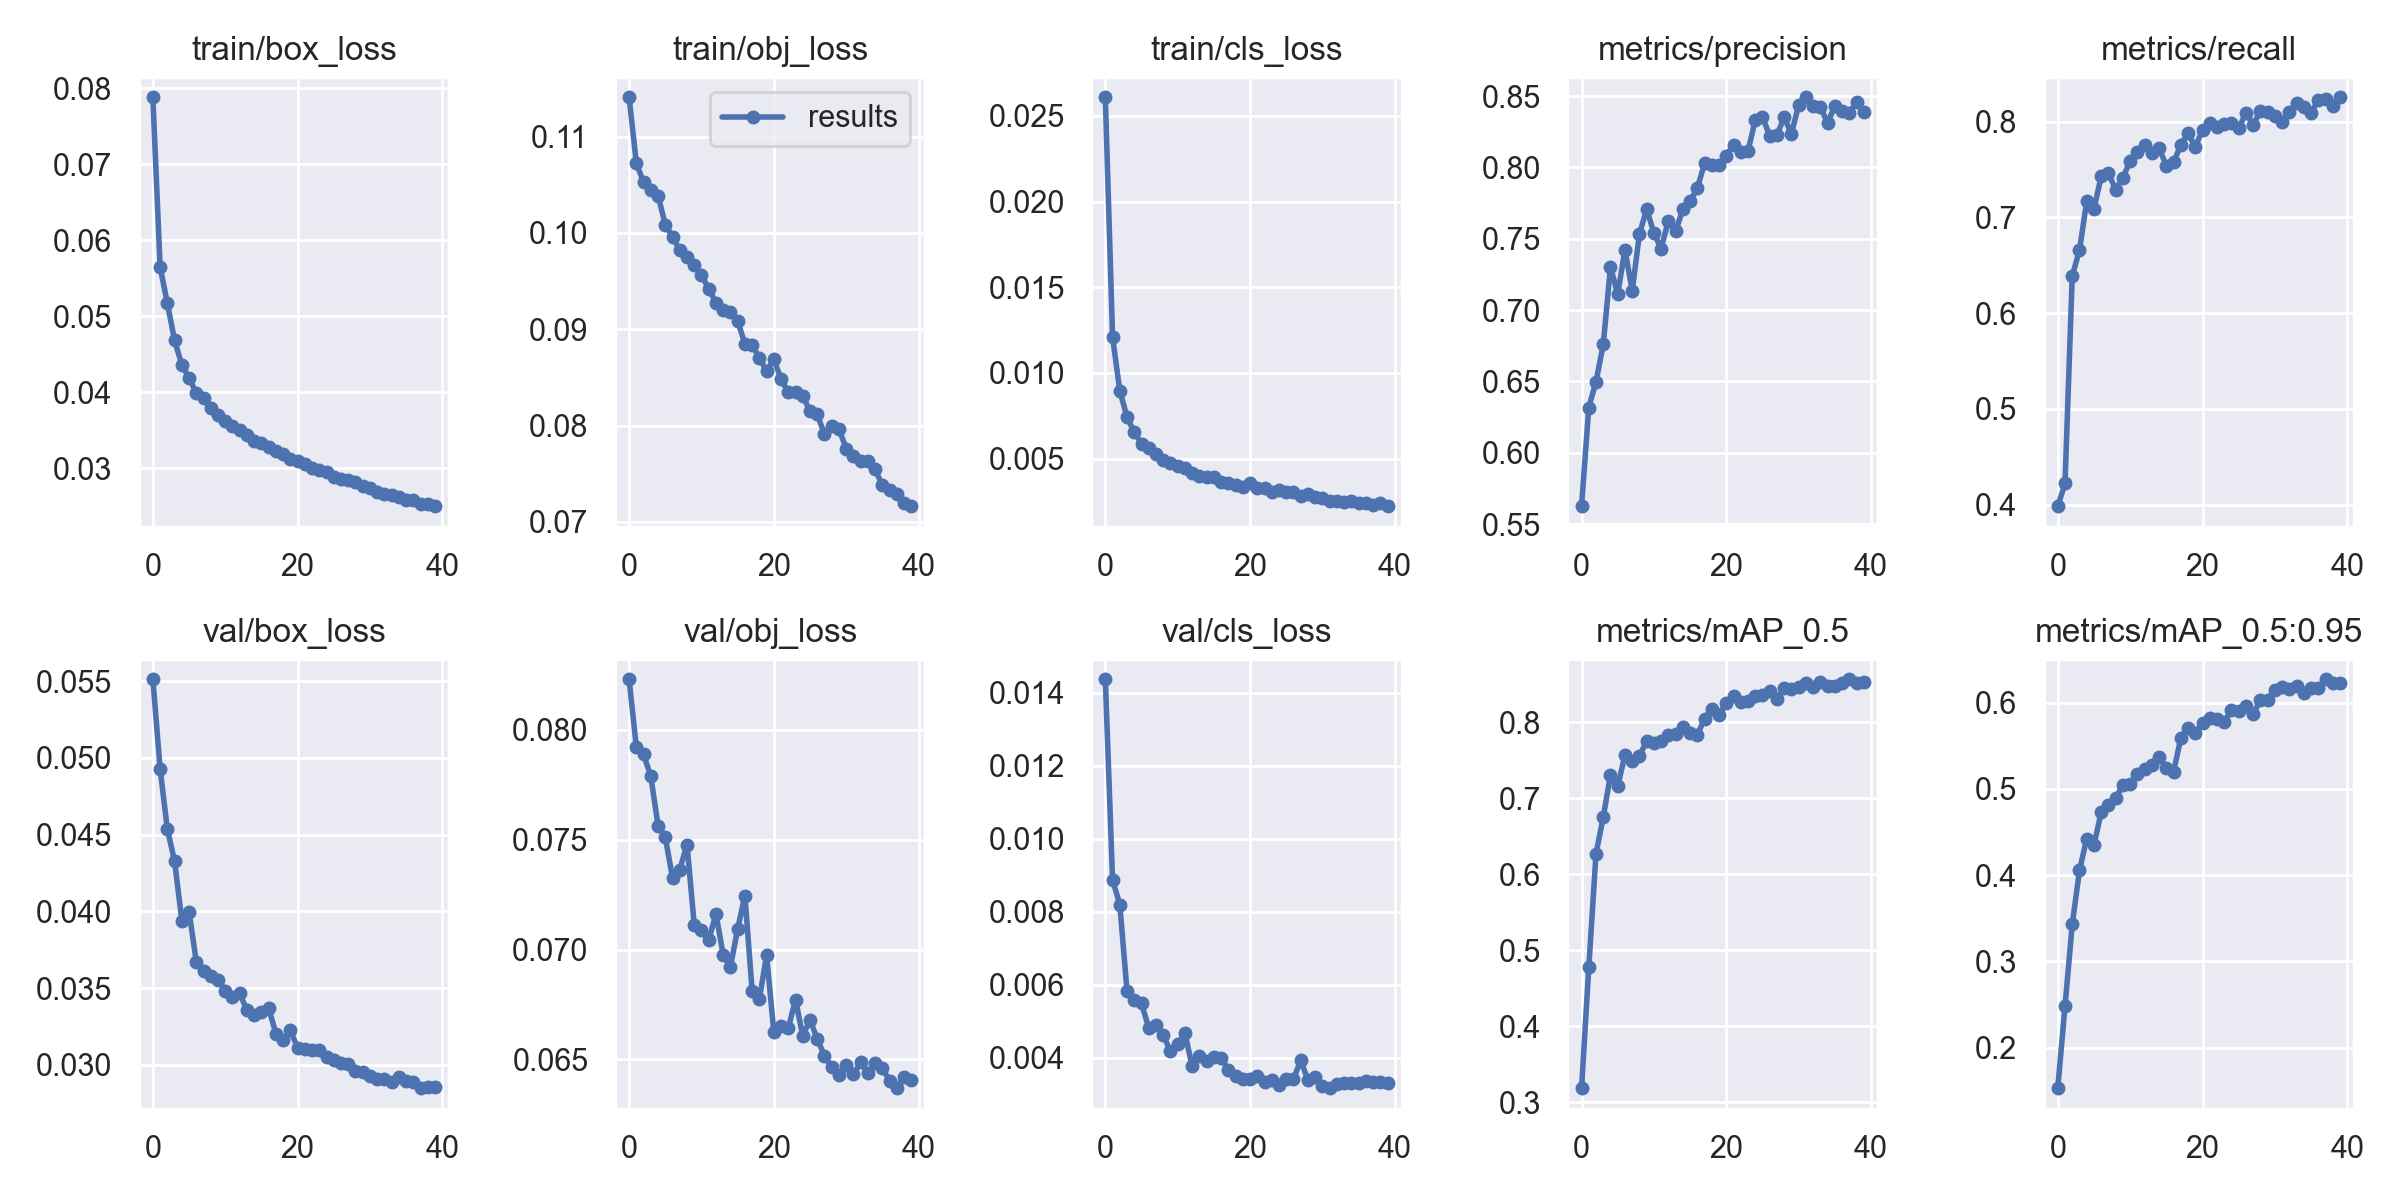 train/box_loss
0.08
0.07
0.06
0.05
0.04
0.03
0 20 40
train/obj_loss
results
0.11
0.10
0.09
0.08
0.07
0 20 40
train/cls_loss
0.025
0.020
0.015
0.010
0.005
0 20 40
metrics/precision
0.85
0.80
0.75
0.70
0.65
0.60
0.55
0 20 40
metrics/recall
0.8
0.7
0.6
0.5
0.4
0 20 40
val/box_loss
0.055
0.050
0.045
0.040
0.035
0.030
0 20 40
val/obj_loss
0.080
0.075
0.070
0.065
0 20 40
val/cls_loss
0.014
0.012
0.010
0.008
0.006
0.004
0 20 40
metrics/mAP_0.5
0.8
0.7
0.6
0.5
0.4
0.3
0 20 40
metrics/mAP_0.5:0.95
0.6
0.5
0.4
0.3
0.2
0 20 40